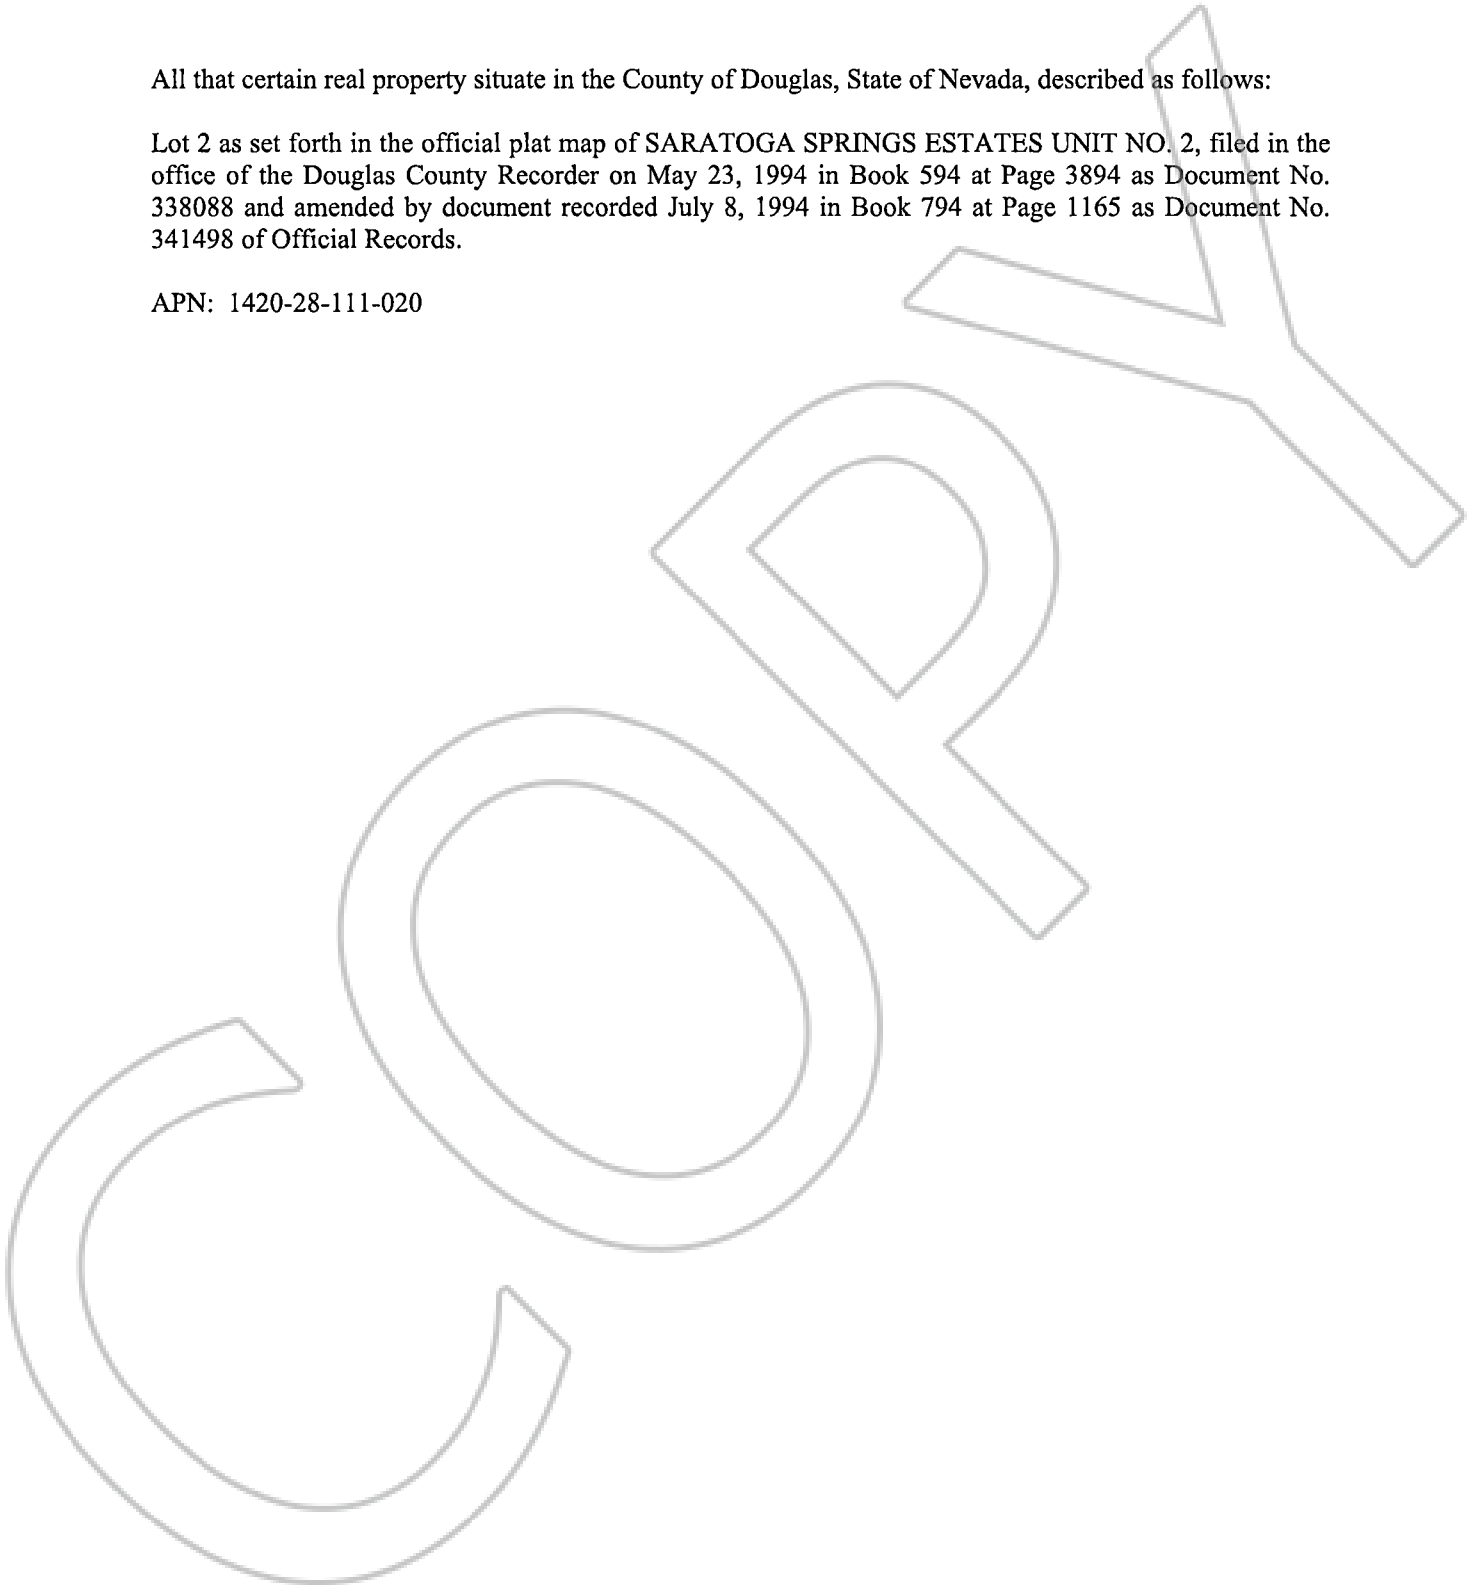 All that certain real property situate in the County of Douglas, State of Nevada, described as follows:
Lot 2 as set forth in the official plat map of SARATOGA SPRINGS ESTATES UNIT NO. 2, filed in the
office of the Douglas County Recorder on May 23, 1994 in Book 594 at Page 3894 as Document No.
338088 and amended by document recorded July 8, 1994 in Book 794 at Page 1165 as Document No.
341498 of Official Records.
APN: 1420-28-111-020
COPY